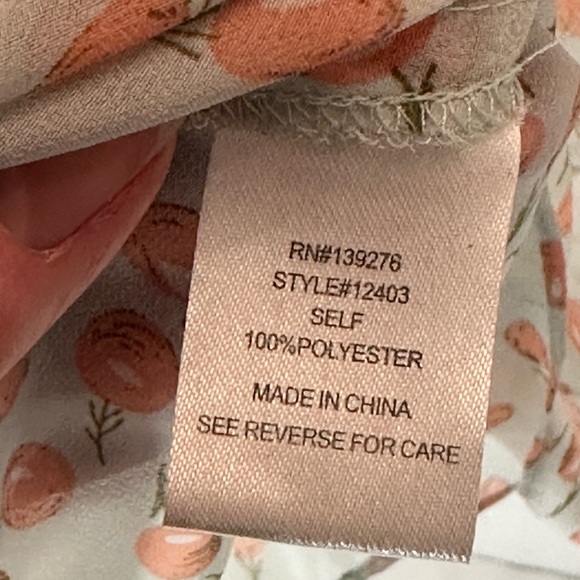 RN#139276
STYLE#12403
SELF
100%POLYESTER
MADE IN CHINA
SEE REVERSE FOR CARE